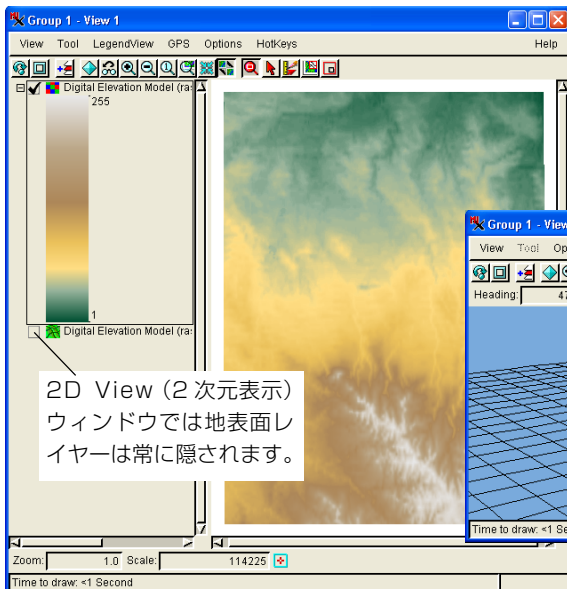 Group 1 - View 1
View Tool LegendView GPS Options HotKeys Help
Digital Elevation Model (ra
255
1
Digital Elevation Model (ra
2D View（2次元表示）
ウィンドウでは地表面レ
イヤーは常に隠されます。
Group 1 - View
View Tool Op
Heading: 47
Time to draw: <1 Se
Zoom: 1.0 Scale: 114225
Time to draw: <1 Second